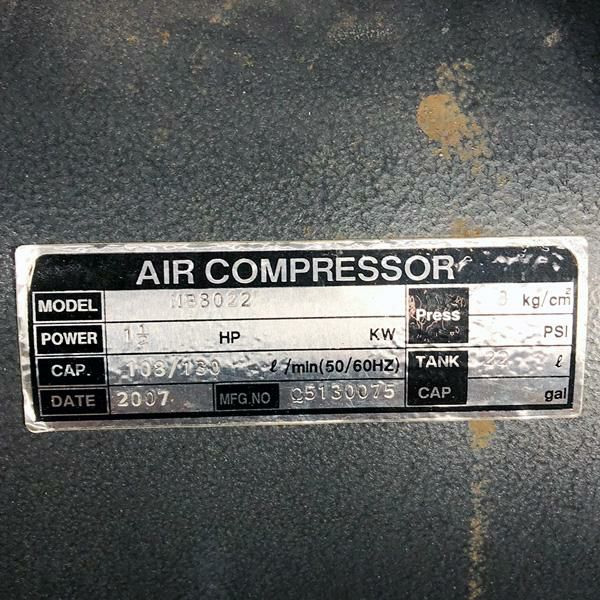 AIR COMPRESSOR
MODEL NB3022 Press 8 kg/cm²
POWER 1½ HP KW PSI
CAP. 108/130 ℓ/min(50/60HZ) TANK 22 ℓ
DATE 2007. MFG.NO Q5130075 CAP. gal